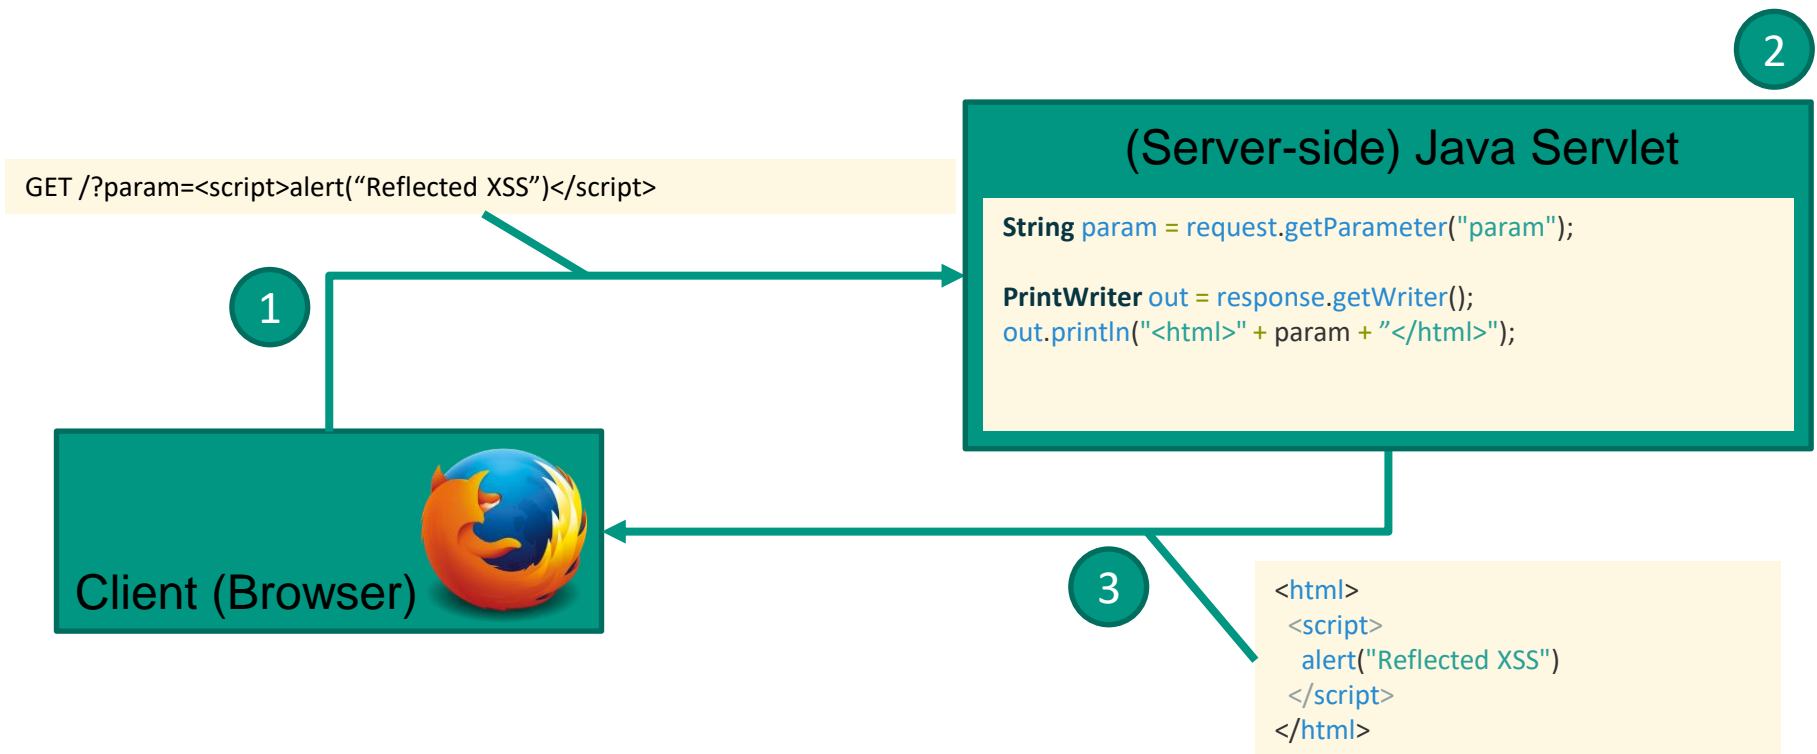 2
(Server-side) Java Servlet
GET /?param=<script>alert(“Reflected XSS”)</script>
String param = request.getParameter("param");
PrintWriter out = response.getWriter();
out.println("<html>" + param + ”</html>");
1
Client (Browser)
3
<html>
<script>
alert("Reflected XSS")
</script>
</html>